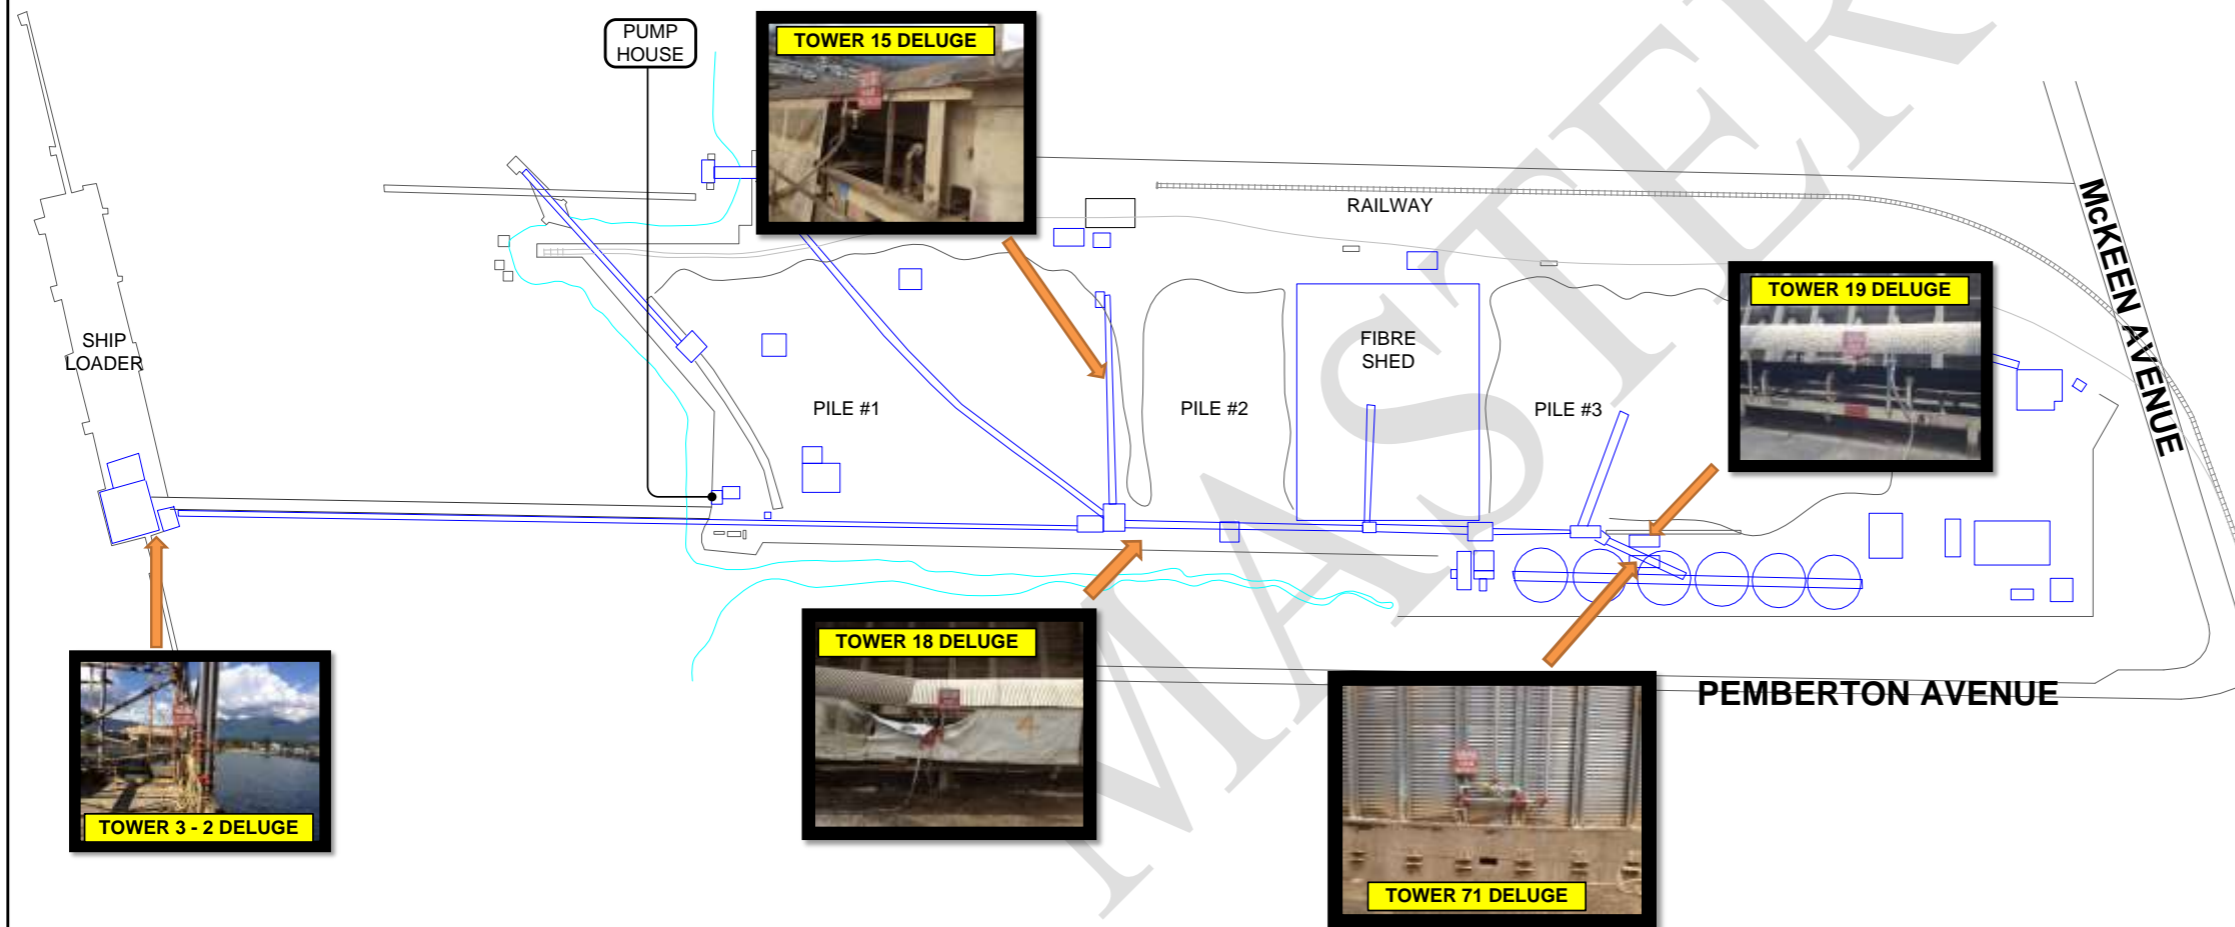 PUMP
HOUSE
TOWER 15 DELUGE
RAILWAY
McKEEN AVENUE
TOWER 19 DELUGE
SHIP
LOADER
FIBRE
SHED
PILE #1
PILE #2
PILE #3
TOWER 18 DELUGE
TOWER 3 - 2 DELUGE
PEMBERTON AVENUE
TOWER 71 DELUGE
MASTER